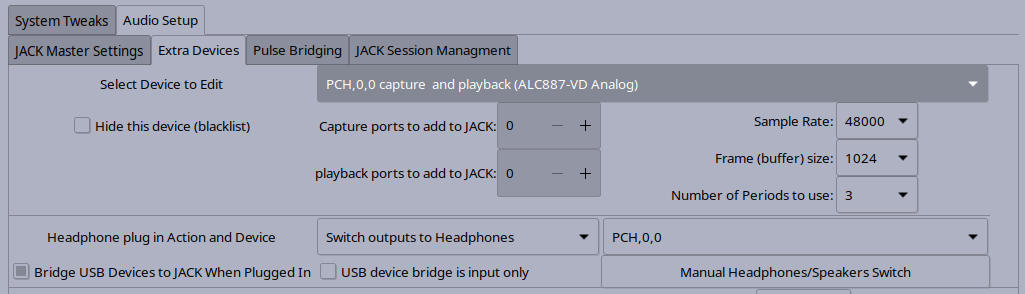 System Tweaks Audio Setup
JACK Master Settings Extra Devices Pulse Bridging JACK Session Managment
Select Device to Edit PCH,0,0 capture and playback (ALC887-VD Analog)
Hide this device (blacklist) Capture ports to add to JACK: 0 Sample Rate: 48000
Frame (buffer) size: 1024
playback ports to add to JACK: 0
Number of Periods to use: 3
Headphone plug in Action and Device Switch outputs to Headphones PCH,0,0
Bridge USB Devices to JACK When Plugged In USB device bridge is input only Manual Headphones/Speakers Switch